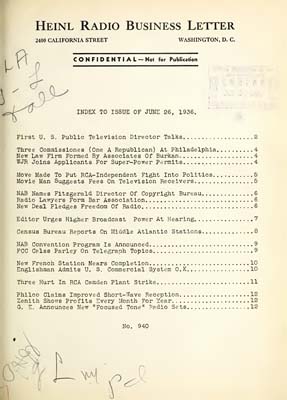 HEINL RADIO BUSINESS LETTER
2400 CALIFORNIA STREET WASHINGTON, D. C.
CONFIDENTIAL—Not for Publication
INDEX TO ISSUE OF JUNE 26, 1936.
First U. S. Public Television Director Talks....................2
Three Commissiones (One A Republican) At Philadelphia..........4
New Law Firm Formed By Associates Of Burkan....................4
WJR Joins Applicants For Super-Power Permits...................4
Move Made To Put RCA-Independent Fight Into Politics...........5
Movie Man Suggests Fees On Television Receivers................5
NAB Names Fitzgerald Director Of Copyright Bureau..............6
Radio Lawyers Form Bar Association.............................6
New Deal Pledges Freedom Of Radio..............................6
Editor Urges Higher Broadcast Power At Hearing.................7
Census Bureau Reports On Middle Atlantic Stations..............8
NAB Convention Program Is Announced............................9
FCC Calls Parley On Telegraph Topics...........................9
New French Station Nears Completion...........................10
Englishman Admits U. S. Commercial System O.K.................10
Three Hurt In RCA Camden Plant Strike.........................11
Philco Claims Improved Short-Wave Reception...................12
Zenith Shows Profits Every Month For Year.....................12
G. E. Announces New "Focused Tone" Radio Sets.................12
No. 940